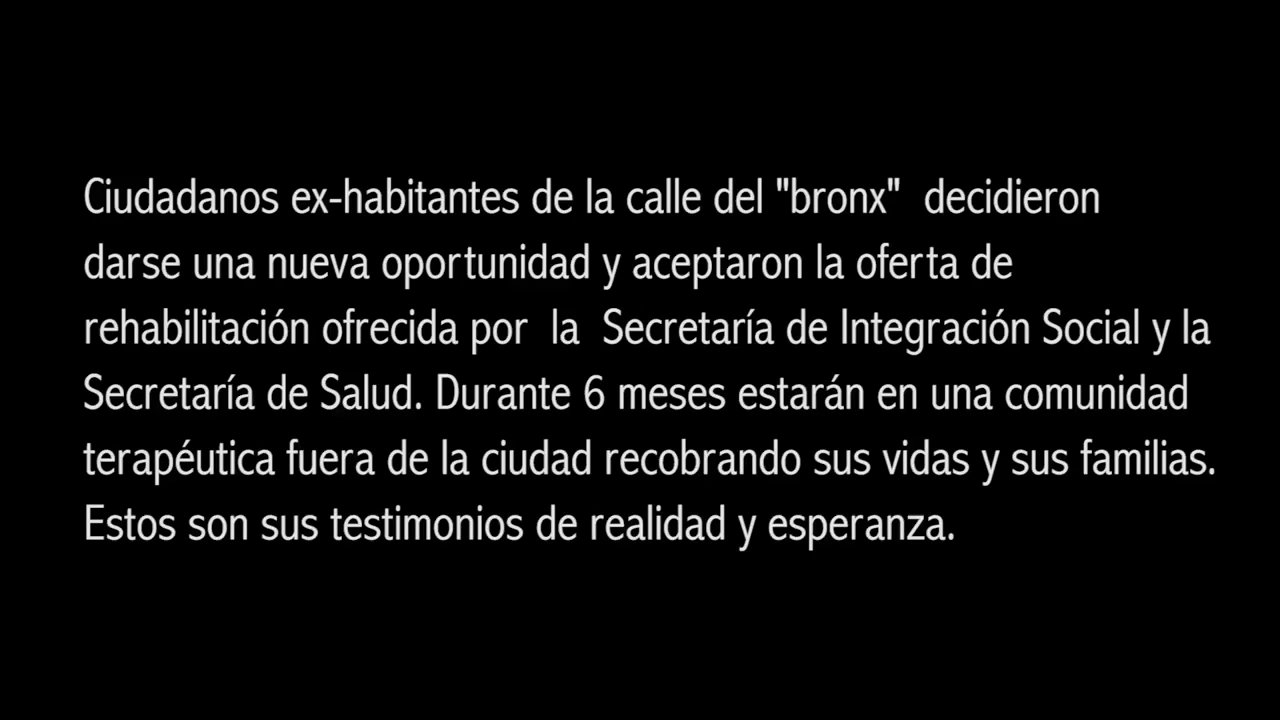 Ciudadanos ex-habitantes de la calle del "bronx"  decidieron
darse una nueva oportunidad y aceptaron la oferta de
rehabilitación ofrecida por  la  Secretaría de Integración Social y la
Secretaría de Salud. Durante 6 meses estarán en una comunidad
terapéutica fuera de la ciudad recobrando sus vidas y sus familias.
Estos son sus testimonios de realidad y esperanza.